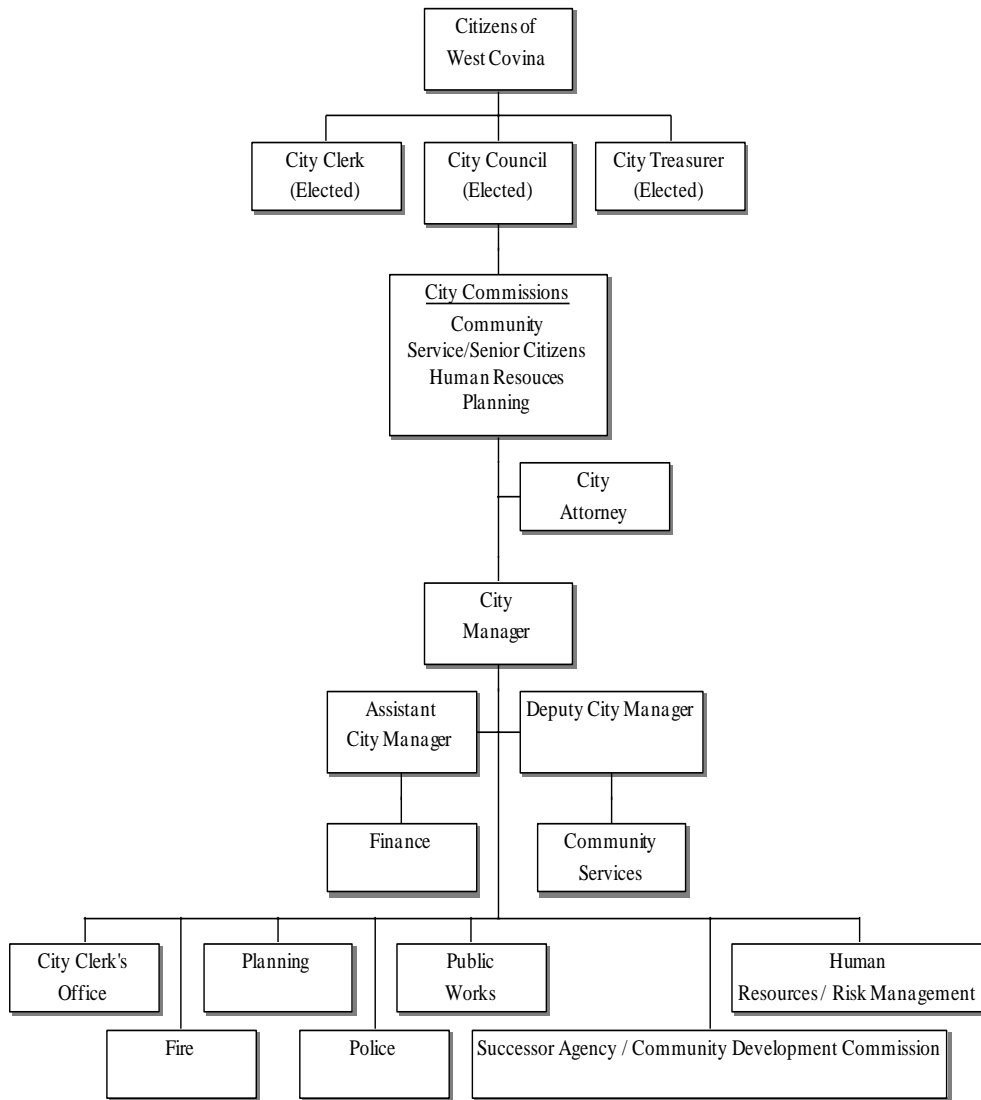 Citizens of
West Covina
City Clerk
(Elected)
City Council
(Elected)
City Treasurer
(Elected)
City Commissions
Community
Service/Senior Citizens
Human Resouces
Planning
City
Attorney
City
Manager
Assistant
City Manager
Deputy City Manager
Finance
Community
Services
City Clerk's
Office
Planning
Public
Works
Human
Resources / Risk Management
Fire
Police
Successor Agency / Community Development Commission